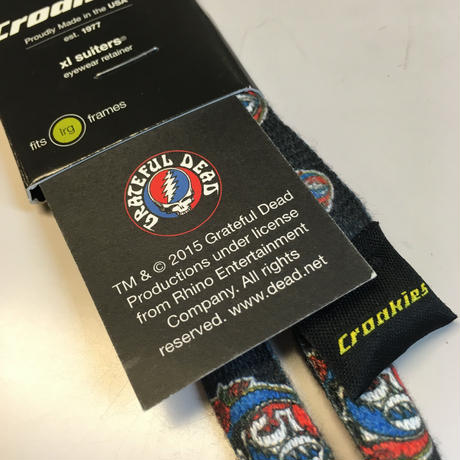 Croakies
Proudly Made in the USA
est. 1977
xl suiters®
eyewear retainer
fits lrg frames
GRATEFUL DEAD
TM & © 2015 Grateful Dead
Productions under license
from Rhino Entertainment
Company. All rights
reserved. www.dead.net
Croakies